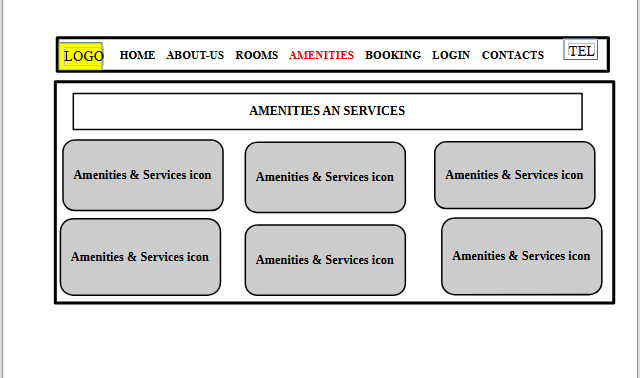 LOGO HOME ABOUT-US ROOMS AMENITIES BOOKING LOGIN CONTACTS TEL
AMENITIES AN SERVICES
Amenities & Services icon Amenities & Services icon Amenities & Services icon
Amenities & Services icon Amenities & Services icon Amenities & Services icon